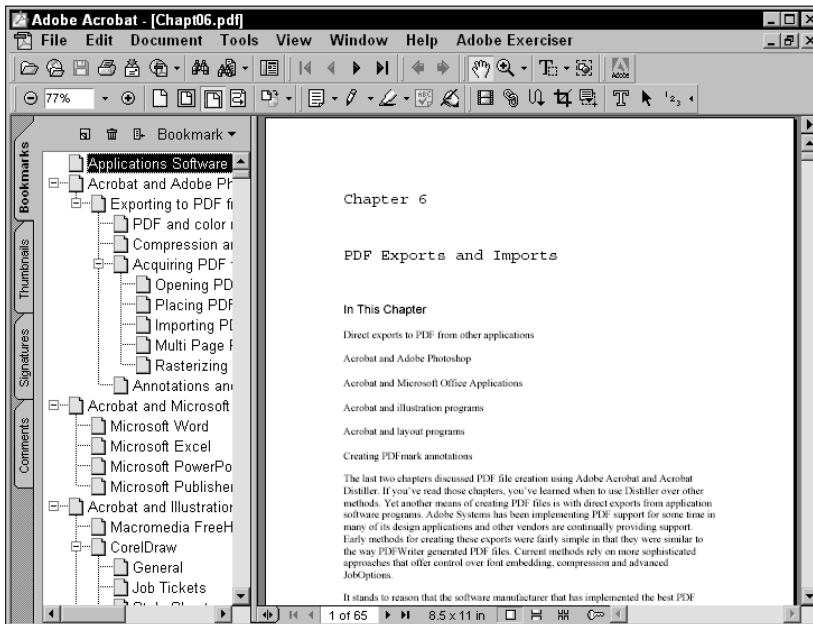 Adobe Acrobat - [Chapt06.pdf]
File Edit Document Tools View Window Help Adobe Exerciser
Adobe
77%
ABC
1 2 3
Bookmark
Bookmarks
Thumbnails
Signatures
Comments
Applications Software
Acrobat and Adobe Ph
Exporting to PDF f
PDF and color
Compression a
Acquiring PDF
Opening PD
Placing PDF
Importing P
Multi Page
Rasterizing
Annotations an
Acrobat and Microsoft
Microsoft Word
Microsoft Excel
Microsoft PowerPo
Microsoft Publisher
Acrobat and Illustration
Macromedia FreeH
CorelDraw
General
Job Tickets
Chapter 6
PDF Exports and Imports
In This Chapter
Direct exports to PDF from other applications
Acrobat and Adobe Photoshop
Acrobat and Microsoft Office Applications
Acrobat and illustration programs
Acrobat and layout programs
Creating PDFmark annotations
The last two chapters discussed PDF file creation using Adobe Acrobat and Acrobat
Distiller. If you've read those chapters, you've learned when to use Distiller over other
methods. Yet another means of creating PDF files is with direct exports from application
software programs. Adobe Systems has been implementing PDF support for some time in
many of its design applications and other vendors are continually providing support.
Early methods for creating these exports were fairly simple in that they were similar to
the way PDFWriter generated PDF files. Current methods rely on more sophisticated
approaches that offer control over font embedding, compression and advanced
JobOptions.
It stands to reason that the software manufacturer that has implemented the best PDF
1 of 65 8.5 x 11 in